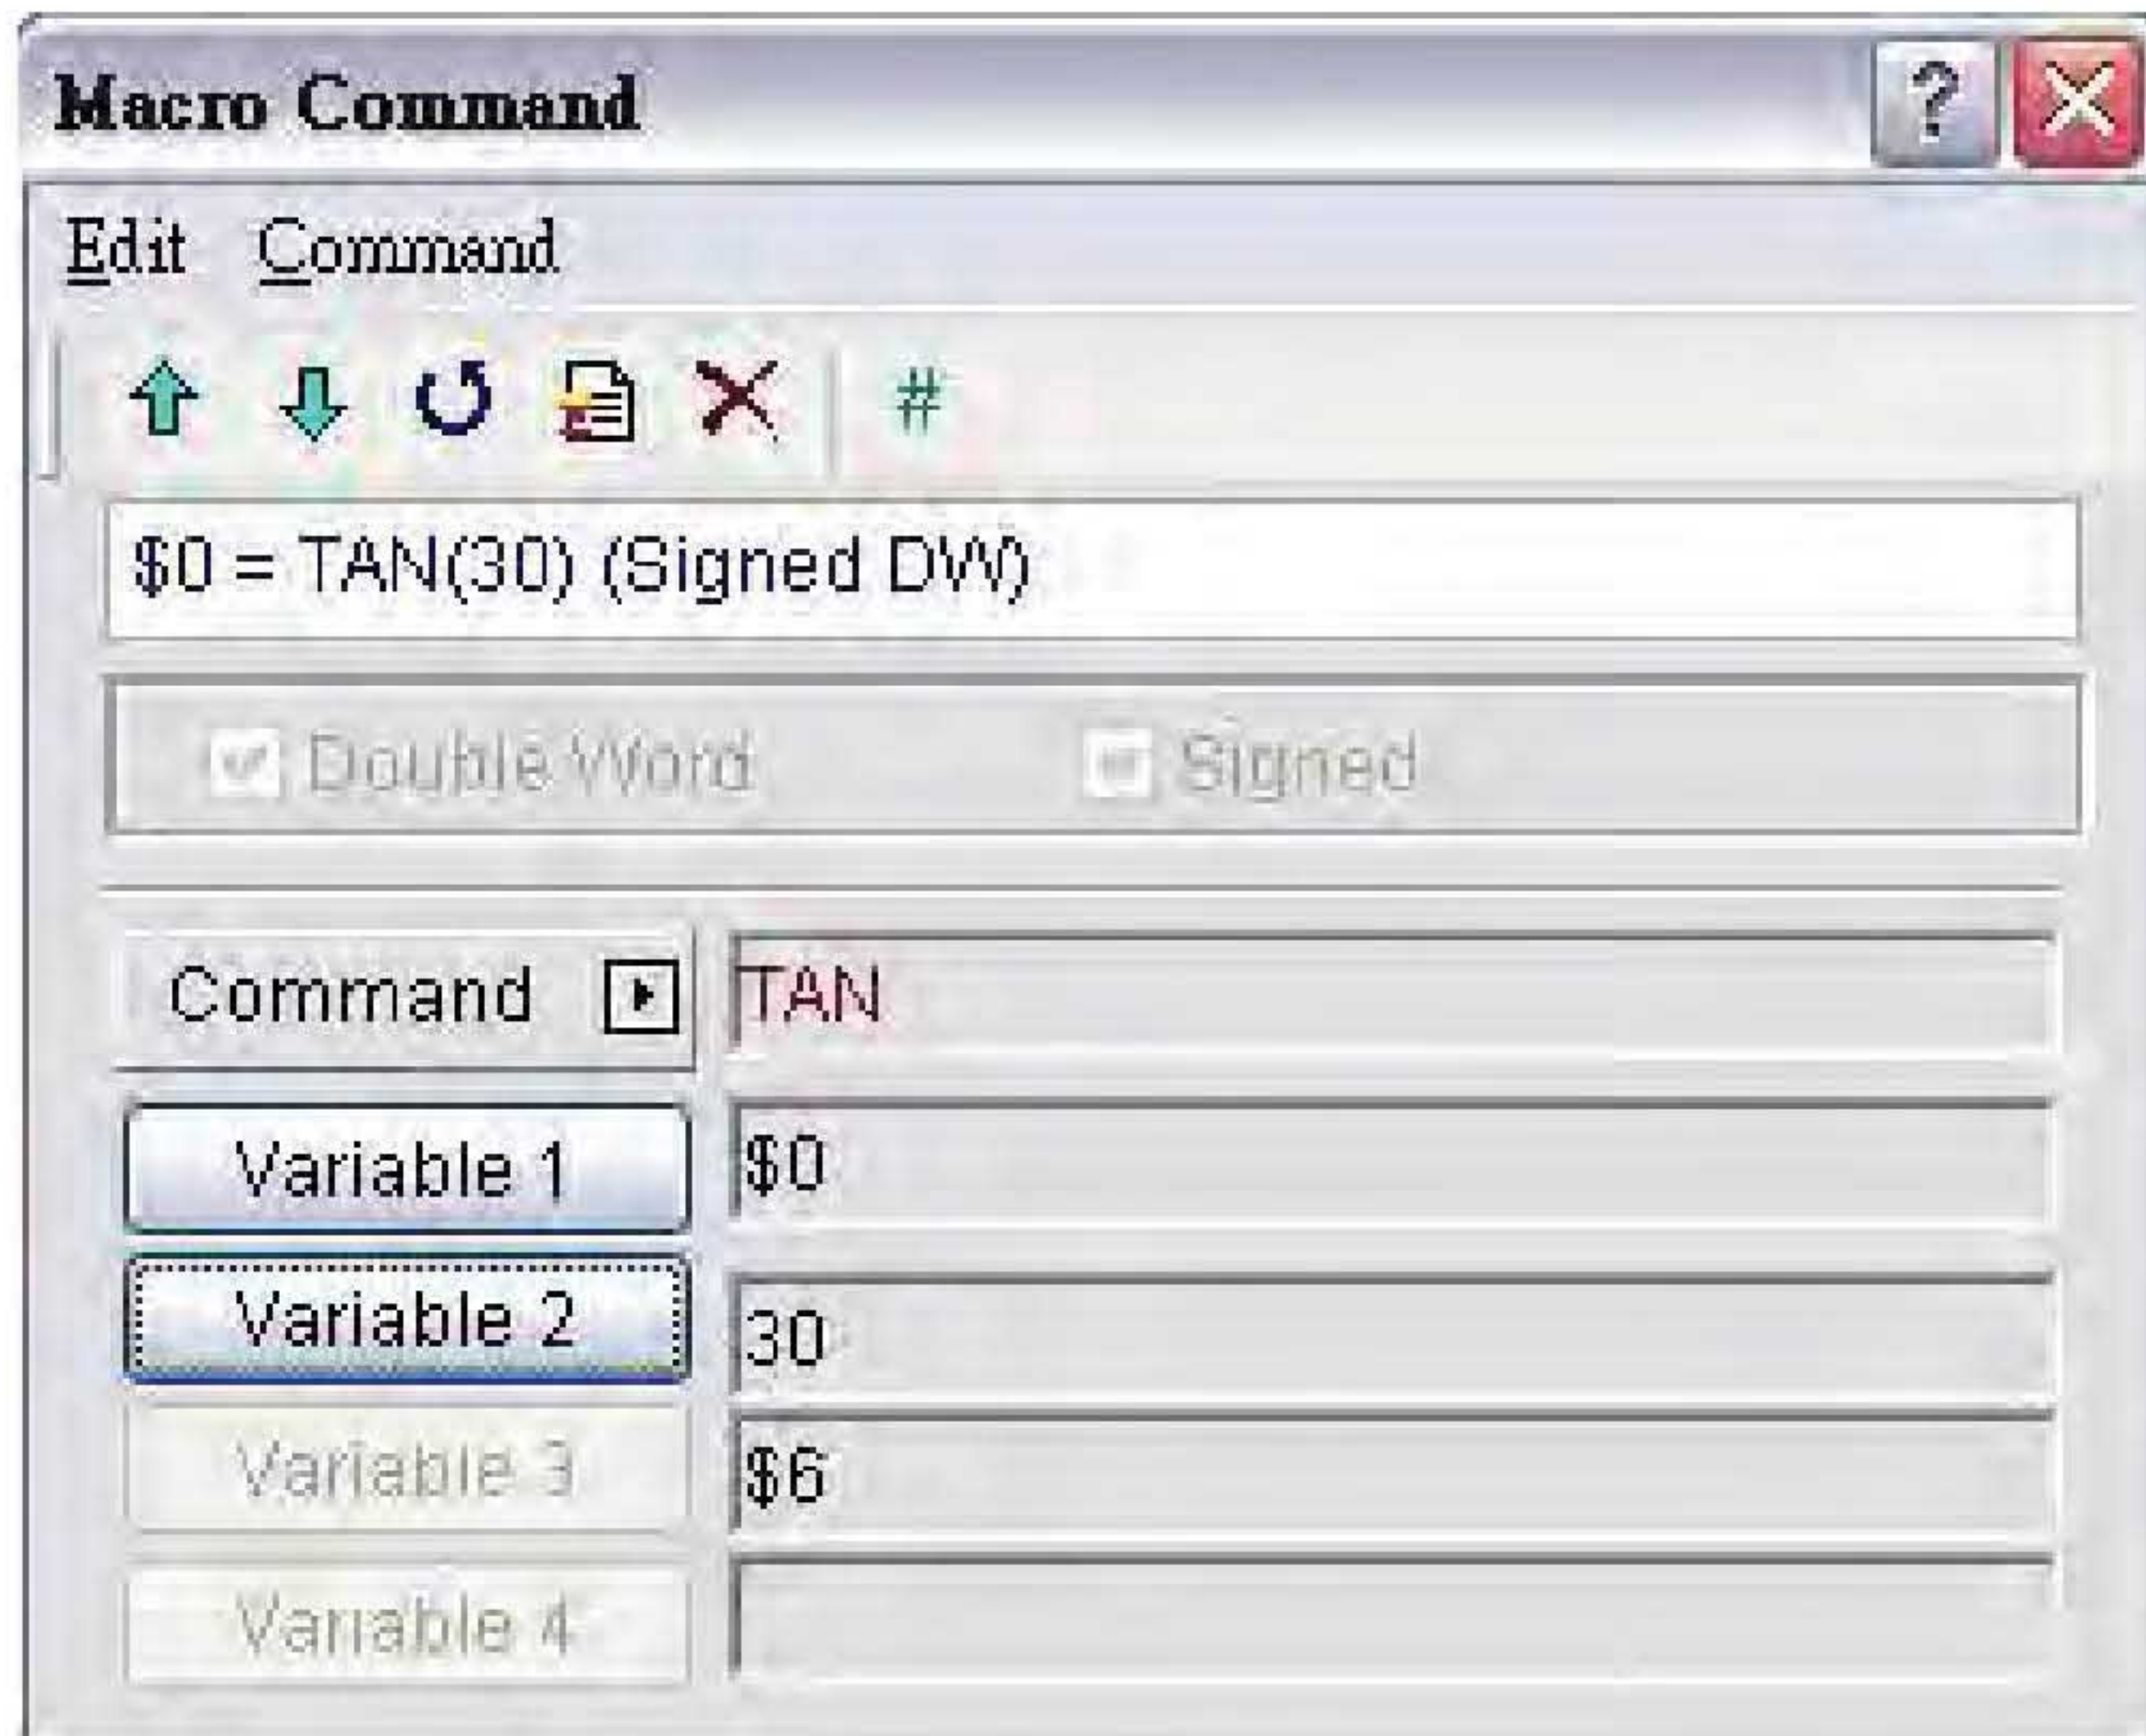 Macro Command ?
Edit Command
#
$0 = TAN(30) (Signed DW)
Double Word Signed
Command TAN
Variable 1 $0
Variable 2 30
Variable 3 $6
Variable 4